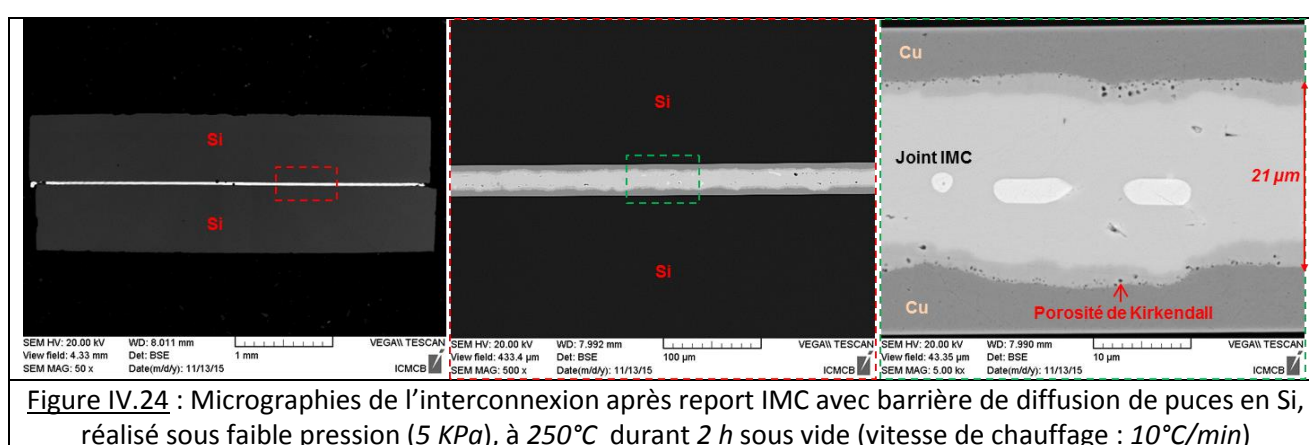 Si
Si
SEM HV: 20.00 kV WD: 8.011 mm VEGA\\ TESCAN
View field: 4.33 mm Det: BSE 1 mm
SEM MAG: 50 x Date(m/d/y): 11/13/15 ICMCB
Si
Si
SEM HV: 20.00 kV WD: 7.992 mm VEGA\\ TESCAN
View field: 433.4 µm Det: BSE 100 µm
SEM MAG: 500 x Date(m/d/y): 11/13/15 ICMCB
Cu
Joint IMC
21 µm
Porosité de Kirkendall
Cu
SEM HV: 20.00 kV WD: 7.990 mm VEGA\\ TESCAN
View field: 43.35 µm Det: BSE 10 µm
SEM MAG: 5.00 kx Date(m/d/y): 11/13/15 ICMCB
Figure IV.24 : Micrographies de l’interconnexion après report IMC avec barrière de diffusion de puces en Si,
réalisé sous faible pression (5 KPa), à 250°C durant 2 h sous vide (vitesse de chauffage : 10°C/min)